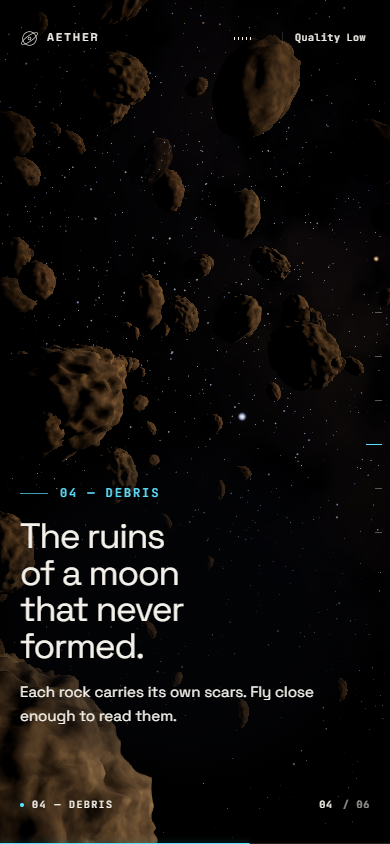 AETHER
Quality Low
04 — DEBRIS
The ruins
of a moon
that never
formed.
Each rock carries its own scars. Fly close
enough to read them.
04 — DEBRIS
04 / 06